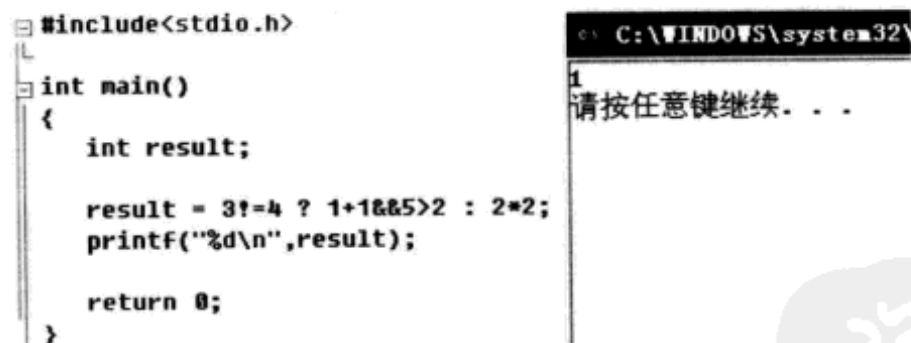 #include<stdio.h>
int main()
{
int result;
result = 3!=4 ? 1+1&&5>2 : 2*2;
printf("%d\n",result);
return 0;
}
C:\WINDOWS\system32\
1
请按任意键继续. . .